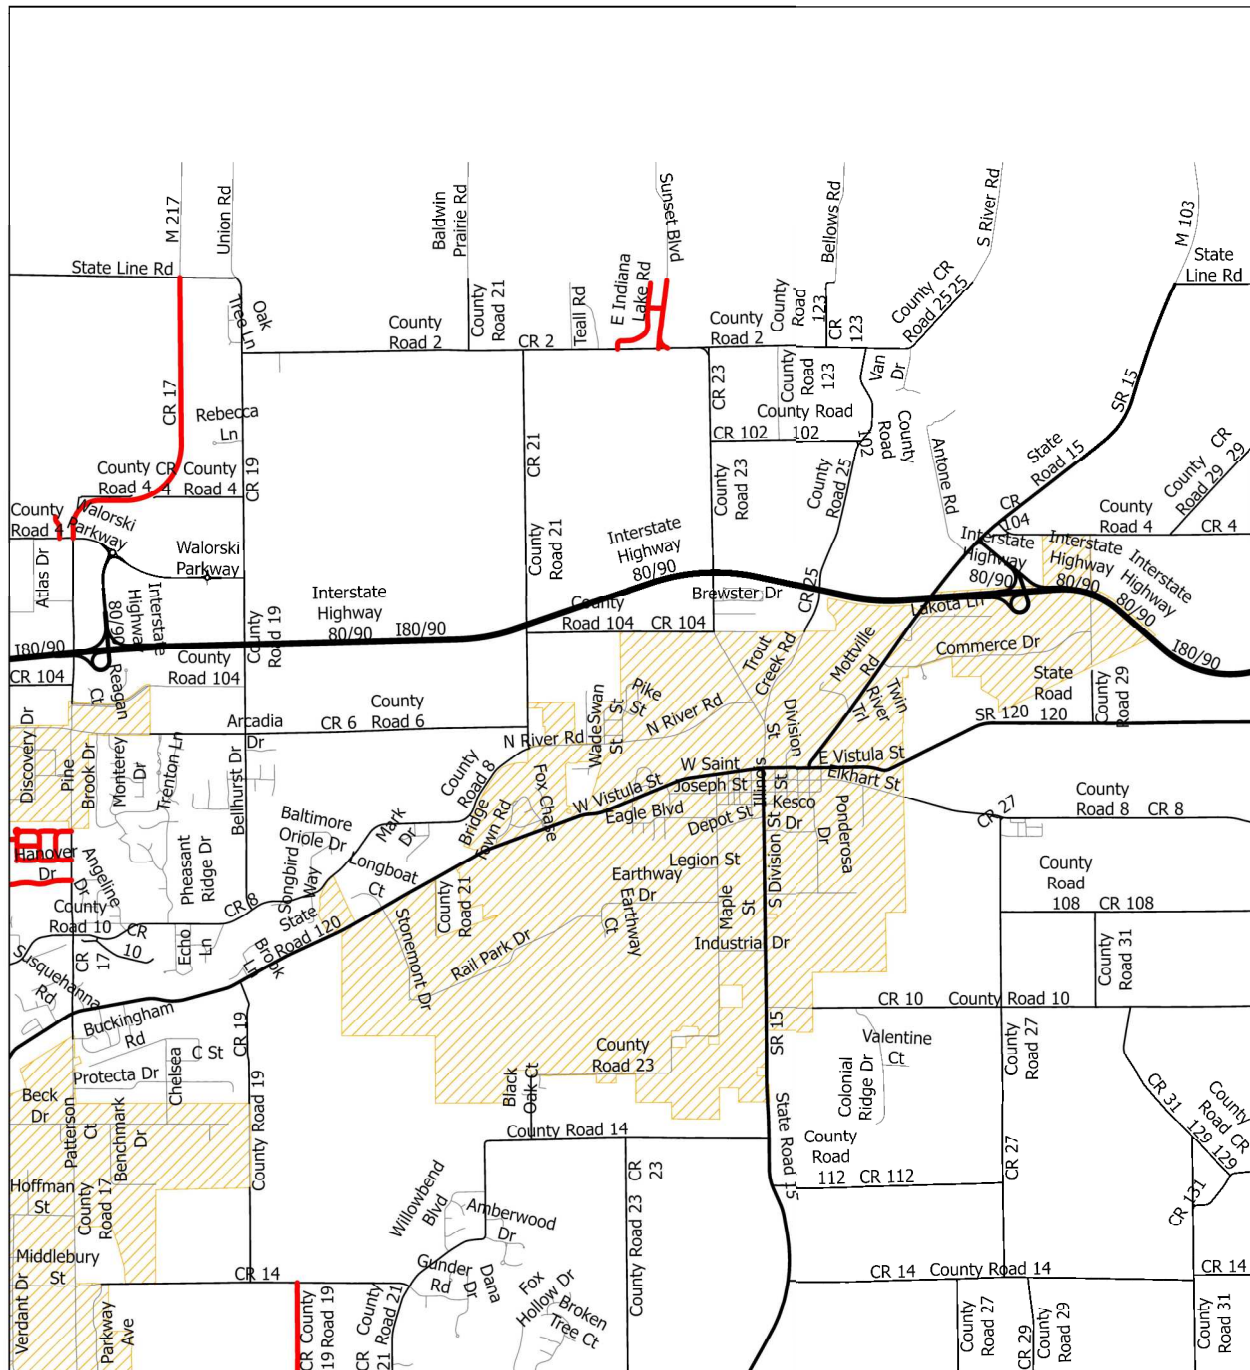 M 217
Union Rd
Baldwin
Prairie Rd
Sunset Blvd
Bellows Rd
S River Rd
M 103
State
Line Rd
State Line Rd
Oak
Tree Ln
County
Road 21
Teall Rd
E Indiana
Lake Rd
County
Road
123
CR
123
County CR
Road 25 25
County
Road 2
CR 2
County
Road 2
CR 17
CR 23
County
Road
123
Van
Dr
SR 15
Rebecca
Ln
County Road
CR 102 102
102
County
Road
CR 21
County
Road 23
County
Road 25
Antone Rd
State
Road 15
County CR
Road 29 29
County CR County
Road 4 4 Road 4
CR 19
County
Road 4
Walorski
Parkway
Walorski
Parkway
Atlas Dr
County
Road 21
Interstate
Highway
80/90
CR
104
County
Road 4
CR 4
Interstate
Highway
80/90
Interstate
Highway
80/90
Interstate
Highway
80/90
Interstate
Highway
80/90
I80/90
CR 104
Reagan
Ct
County
Road 104
County
Road 19
Interstate
Highway
80/90
I80/90
County
Road 104
CR 104
Brewster Dr
CR 25
Lakota Ln
Commerce Dr
I80/90
Trout
Creek Rd
Mottville
Rd
Twin
River
Trl
State
Road
120
SR 120
County
Road 29
Discovery Dr
Pine
Brook Dr
Monterey
Dr
Trenton Ln
Arcadia
Dr
CR 6
County
Road 6
N River Rd
Wade
St
Swan
St
Pike
St
N River Rd
Division
St
Bellhurst Dr
County
Road 8
Bridge
Town Rd
Fox
Chase
W Vistula St
W Saint
Joseph St
Eagle Blvd
Illinois
St
E Vistula St
Elkhart St
Depot St
Kesco
Dr
Ponderosa
Dr
CR 27
County
Road 8
CR 8
Hanover
Dr
Angeline
Dr
Pheasant
Ridge Dr
Baltimore
Oriole Dr
Mark
Dr
Songbird
Way
Longboat
Ct
Legion St
Earthway
Dr
Earthway
Ct
Maple
St
S Division St
County
Road
108
CR 108
County
Road 10
CR
10
CR
17
Echo
Ln
CR 8
State
Road 120
Brook
Ln
Stonemont Dr
County
Road 21
Rail Park Dr
Industrial Dr
County
Road 31
Susquehanna
Rd
Buckingham
Rd
CR 19
C St
Chelsea
Protecta Dr
Beck
Dr
Patterson
Ct
Benchmark
Dr
County Road 19
Black
Oak Ct
County
Road 23
SR 15
CR 10
County Road 10
Valentine
Ct
Colonial
Ridge Dr
County
Road 27
CR 31
129
County
Road CR
129
CR 131
County Road 14
CR
23
State Road 15
County
Road
112
CR 112
CR 27
Hoffman
St
County
Road 17
Willowbend
Blvd
Amberwood
Dr
County Road 23
Middlebury
St
Verdant Dr
Parkway
Ave
CR 14
CR
19
County
Road 19
CR
21
County
Road 21
Gunder
Rd
Dana
Dr
Fox
Hollow Dr
Broken
Tree Ct
CR 14
County Road 14
CR 14
County
Road 27
CR 29
County
Road 29
County
Road 31